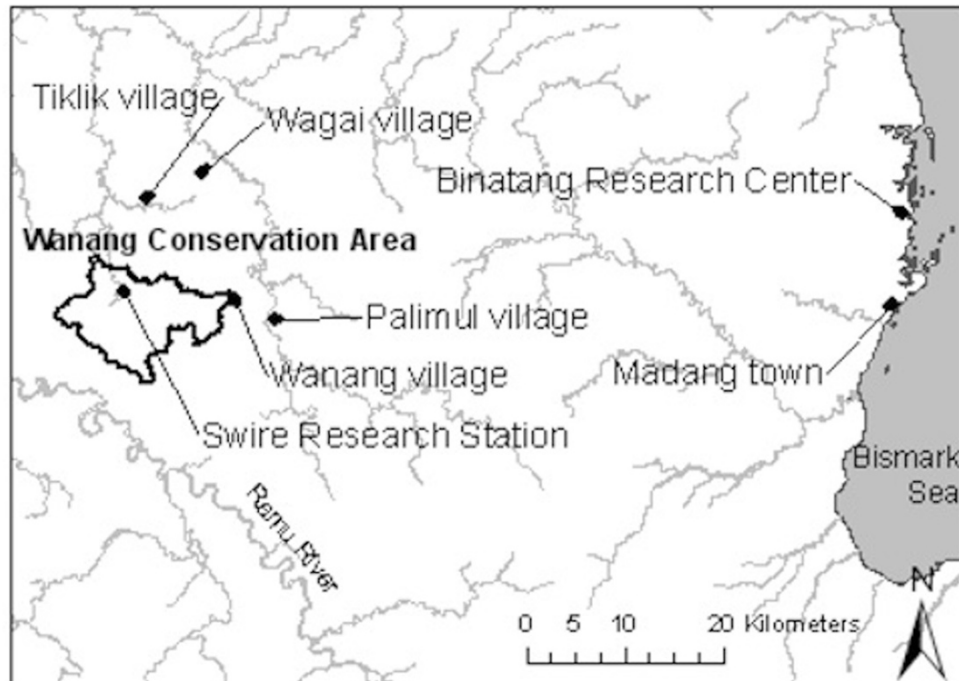 Tiklik village
Wagai village
Binatang Research Center
Wanang Conservation Area
Palimul village
Wanang village
Madang town
Swire Research Station
Bismark
Sea
Ramu River
N
0 5 10 20 Kilometers